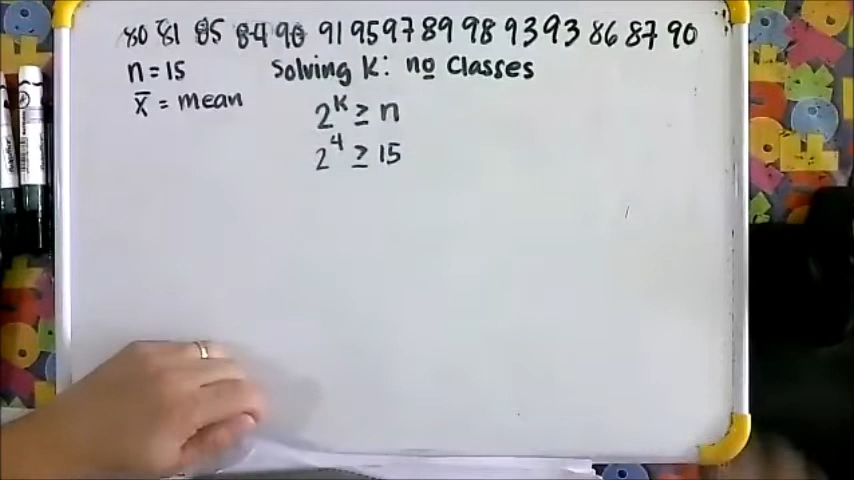 80 81 85 84 90 91 95 97 89 98 93 93 86 87 90
n = 15 Solving K: no Classes
x̄ = mean
2^K ≥ n
2^4 ≥ 15